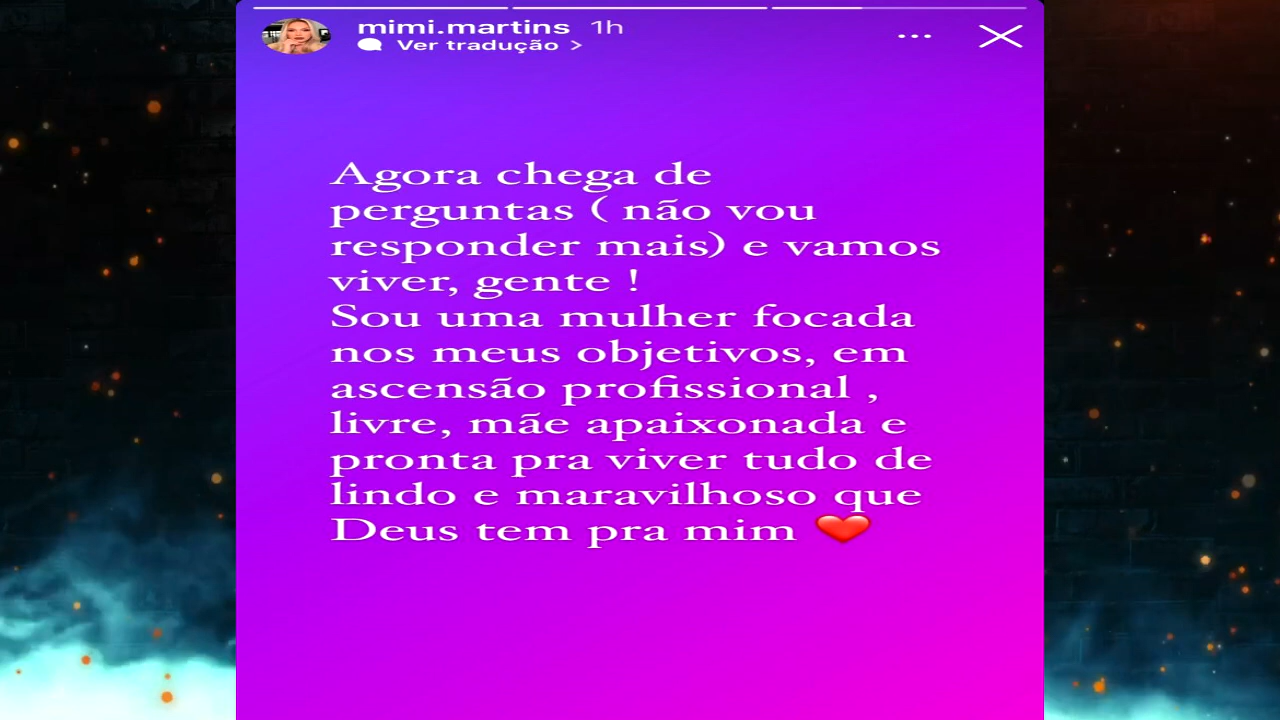 mimi.martins 1h
Ver tradução >
Agora chega de
perguntas ( não vou
responder mais) e vamos
viver, gente !
Sou uma mulher focada
nos meus objetivos, em
ascensão profissional ,
livre, mãe apaixonada e
pronta pra viver tudo de
lindo e maravilhoso que
Deus tem pra mim ❤️